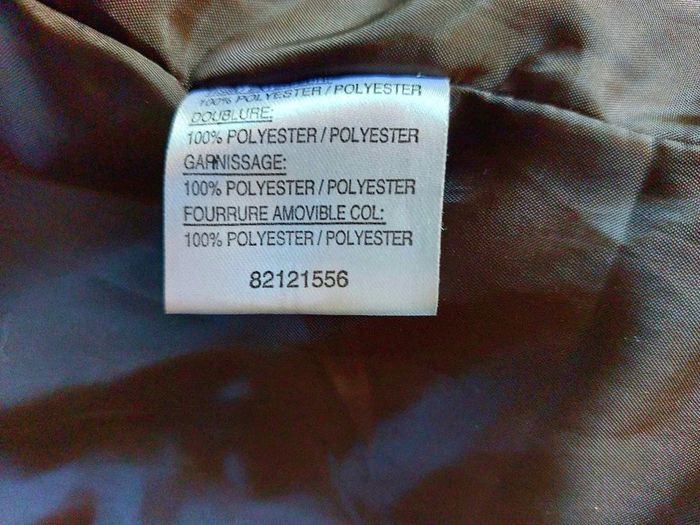 100% POLYESTER / POLYESTER
DOUBLURE:
100% POLYESTER / POLYESTER
GARNISSAGE:
100% POLYESTER / POLYESTER
FOURRURE AMOVIBLE COL:
100% POLYESTER / POLYESTER
82121556